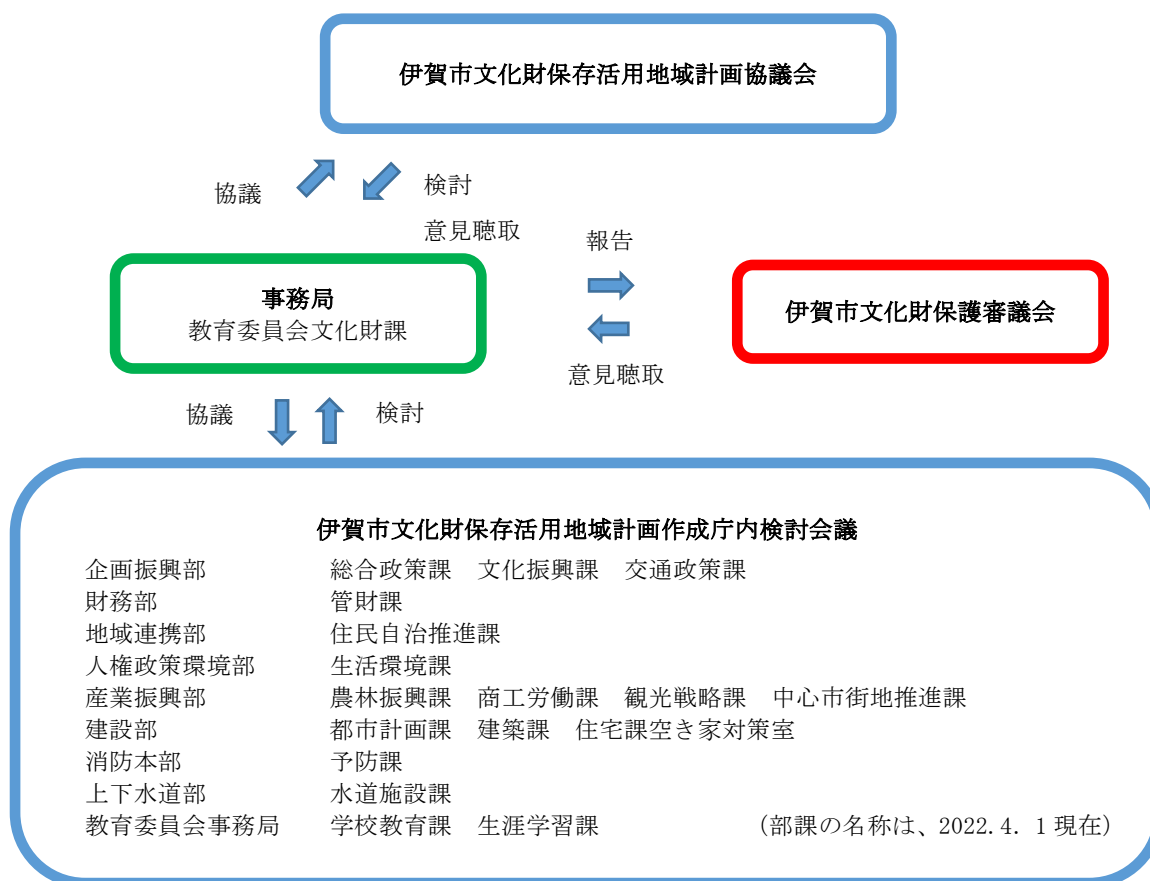 伊賀市文化財保存活用地域計画協議会
協議
検討
意見聴取
報告
事務局
教育委員会文化財課
伊賀市文化財保護審議会
意見聴取
協議
検討
伊賀市文化財保存活用地域計画作成庁内検討会議
企画振興部 総合政策課 文化振興課 交通政策課
財務部 管財課
地域連携部 住民自治推進課
人権政策環境部 生活環境課
産業振興部 農林振興課 商工労働課 観光戦略課 中心市街地推進課
建設部 都市計画課 建築課 住宅課空き家対策室
消防本部 予防課
上下水道部 水道施設課
教育委員会事務局 学校教育課 生涯学習課 (部課の名称は、2022.4.1現在)